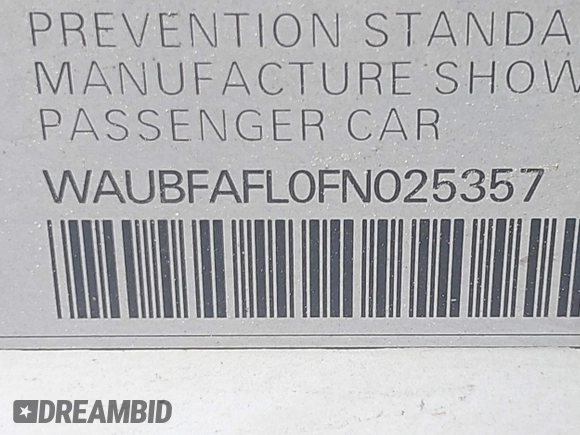 PREVENTION STANDA
MANUFACTURE SHOW
PASSENGER CAR
WAUBFAFL0FN025357
DREAMBID